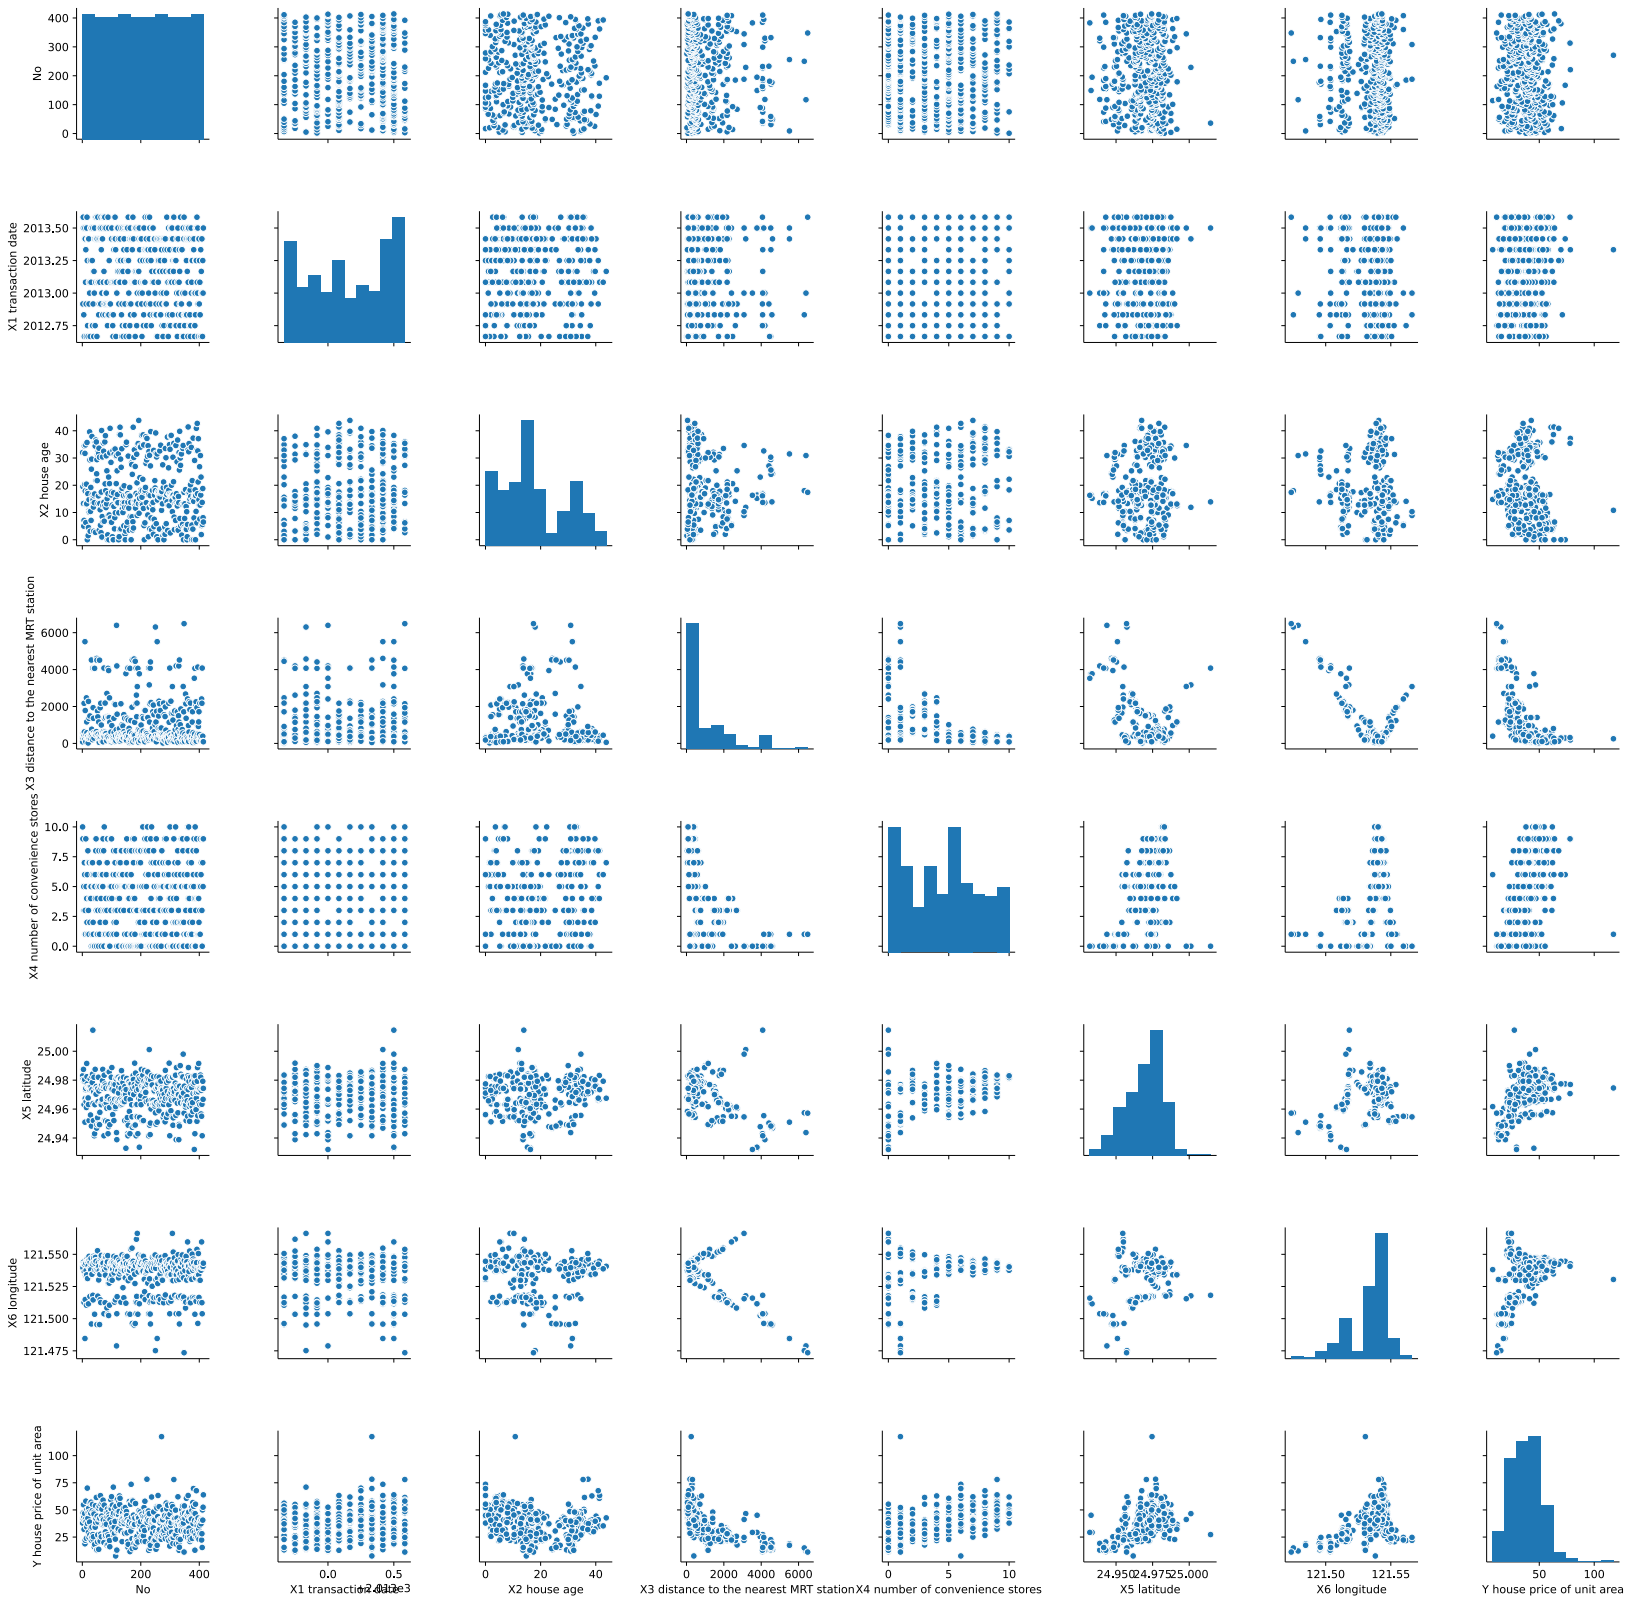 400
300
200
100
0
No
2013.50
2013.25
2013.00
2012.75
X1 transaction date
40
30
20
10
0
X2 house age
6000
4000
2000
0
X3 distance to the nearest MRT station
10.0
7.5
5.0
2.5
0.0
X4 number of convenience stores
25.00
24.98
24.96
24.94
X5 latitude
121.550
121.525
121.500
121.475
X6 longitude
100
75
50
25
Y house price of unit area
0 200 400
No
0.0 0.5
+2.013e3
X1 transaction date
0 20 40
X2 house age
0 2000 4000 6000
X3 distance to the nearest MRT station
0 5 10
X4 number of convenience stores
24.950 24.975 25.000
X5 latitude
121.50 121.55
X6 longitude
50 100
Y house price of unit area